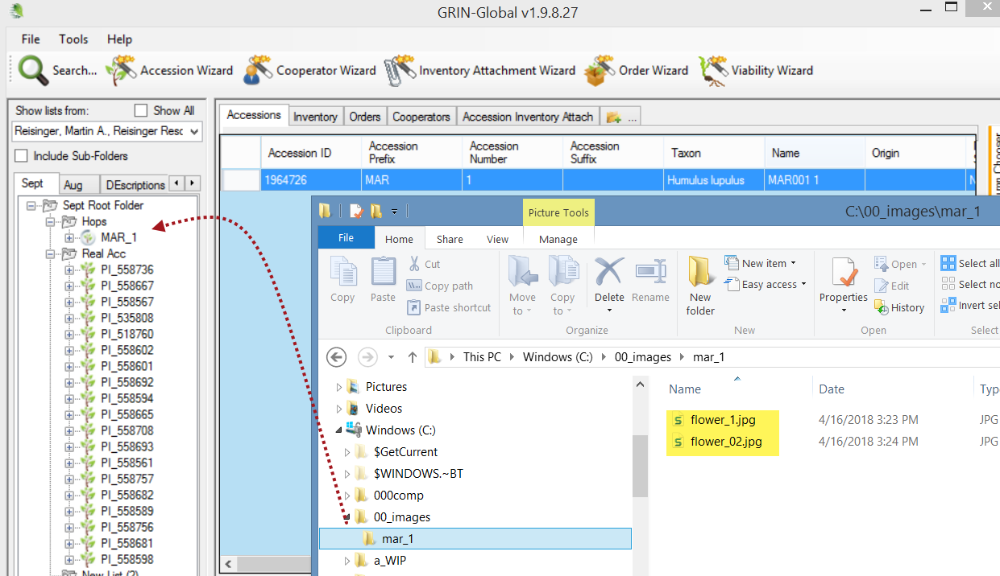 GRIN-Global v1.9.8.27
File Tools Help
Search... Accession Wizard Cooperator Wizard Inventory Attachment Wizard Order Wizard Viability Wizard
Show lists from: Show All
Reisinger, Martin A., Reisinger Resc
Include Sub-Folders
Sept Aug DEscriptions
Sept Root Folder
Hops
MAR_1
Real Acc
PI_558736
PI_558667
PI_558567
PI_535808
PI_518760
PI_558602
PI_558601
PI_558692
PI_558594
PI_558665
PI_558708
PI_558693
PI_558561
PI_558757
PI_558682
PI_558589
PI_558756
PI_558681
PI_558598
New List (2)
Accessions Inventory Orders Cooperators Accession Inventory Attach ...
Accession ID Accession Prefix Accession Number Accession Suffix Taxon Name Origin
1964726 MAR 1 Humulus lupulus MAR001 1 N
Picture Tools C:\00_images\mar_1
File Home Share View Manage
Copy
Paste
Cut
Copy path
Paste shortcut
Clipboard
Move to
Copy to
Delete
Rename
Organize
New folder
New item
Easy access
New
Properties
Open
Edit
History
Open
Select all
Select no
Invert sel
Select
This PC Windows (C:) 00_images mar_1
Pictures
Videos
Windows (C:)
$GetCurrent
$WINDOWS.~BT
000comp
00_images
mar_1
a_WIP
Name Date Typ
flower_1.jpg 4/16/2018 3:23 PM JPG
flower_02.jpg 4/16/2018 3:24 PM JPG